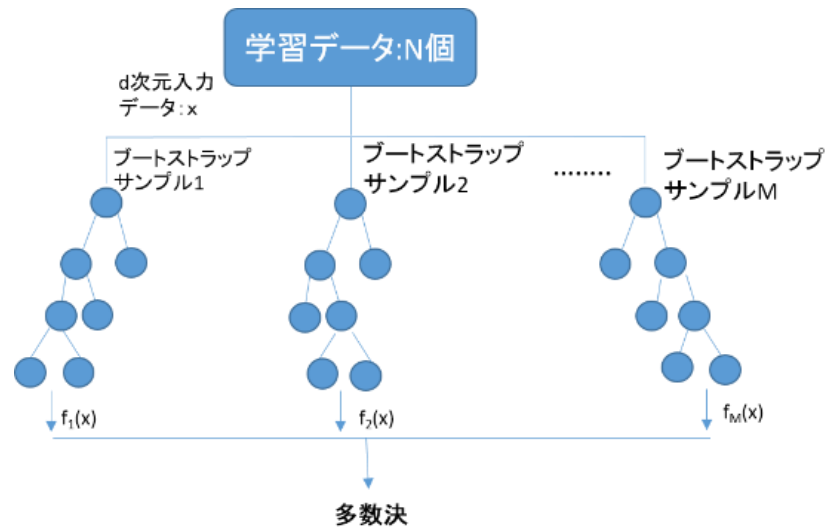 学習データ:N個
d次元入力
データ：x
ブートストラップ
サンプル1
ブートストラップ
サンプル2
........
ブートストラップ
サンプルM
f₁(x)
f₂(x)
f_M(x)
多数決